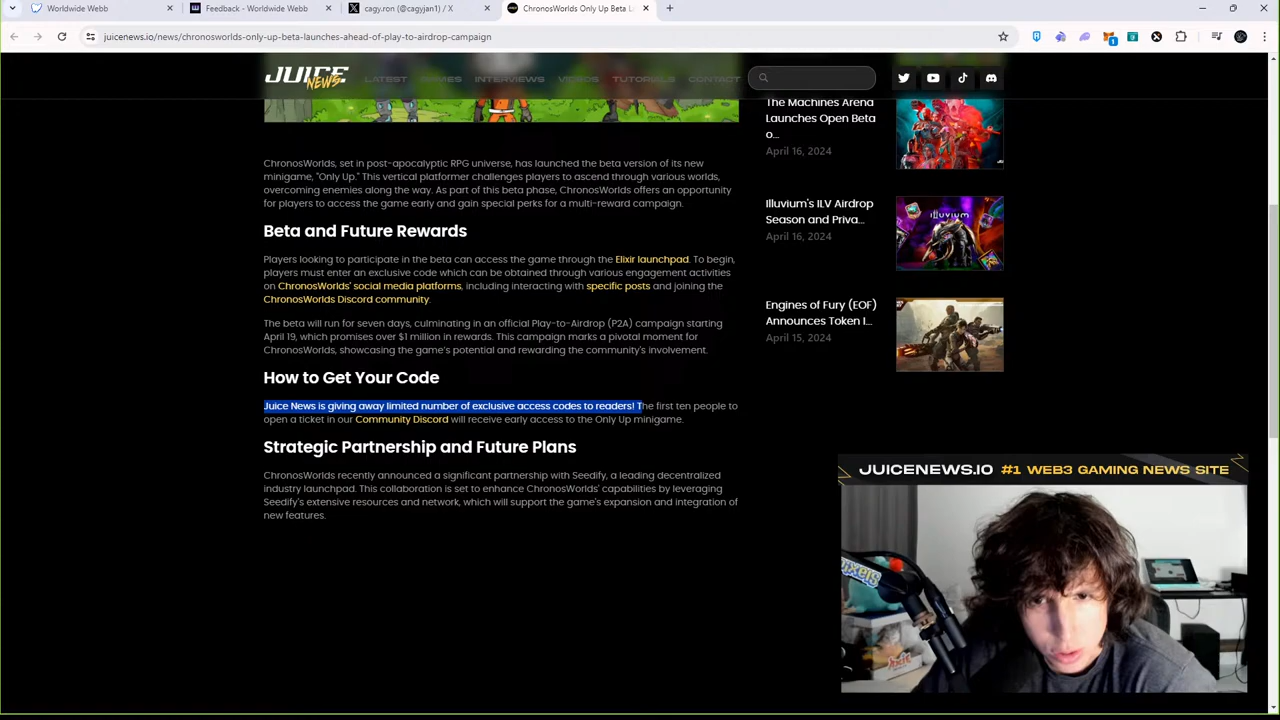 Worldwide Webb
Feedback - Worldwide Webb
cagy.ron (@cagyjan1) / X
ChronosWorlds Only Up Beta L
juicenews.io/news/chronosworlds-only-up-beta-launches-ahead-of-play-to-airdrop-campaign
1
JUICE NEWS
LATEST GAMES INTERVIEWS VIDEOS TUTORIALS CONTACT
ChronosWorlds, set in post-apocalyptic RPG universe, has launched the beta version of its new
minigame, "Only Up." This vertical platformer challenges players to ascend through various worlds,
overcoming enemies along the way. As part of this beta phase, ChronosWorlds offers an opportunity
for players to access the game early and gain special perks for a multi-reward campaign.
Beta and Future Rewards
Players looking to participate in the beta can access the game through the Elixir launchpad. To begin,
players must enter an exclusive code which can be obtained through various engagement activities
on ChronosWorlds' social media platforms, including interacting with specific posts and joining the
ChronosWorlds Discord community.
The beta will run for seven days, culminating in an official Play-to-Airdrop (P2A) campaign starting
April 19, which promises over $1 million in rewards. This campaign marks a pivotal moment for
ChronosWorlds, showcasing the game's potential and rewarding the community's involvement.
How to Get Your Code
Juice News is giving away limited number of exclusive access codes to readers! The first ten people to
open a ticket in our Community Discord will receive early access to the Only Up minigame.
Strategic Partnership and Future Plans
ChronosWorlds recently announced a significant partnership with Seedify, a leading decentralized
industry launchpad. This collaboration is set to enhance ChronosWorlds' capabilities by leveraging
Seedify's extensive resources and network, which will support the game's expansion and integration of
new features.
The Machines Arena
Launches Open Beta
o...
April 16, 2024
Illuvium's ILV Airdrop
Season and Priva...
April 16, 2024
illuvium
Engines of Fury (EOF)
Announces Token I...
April 15, 2024
JUICENEWS.IO #1 WEB3 GAMING NEWS SITE